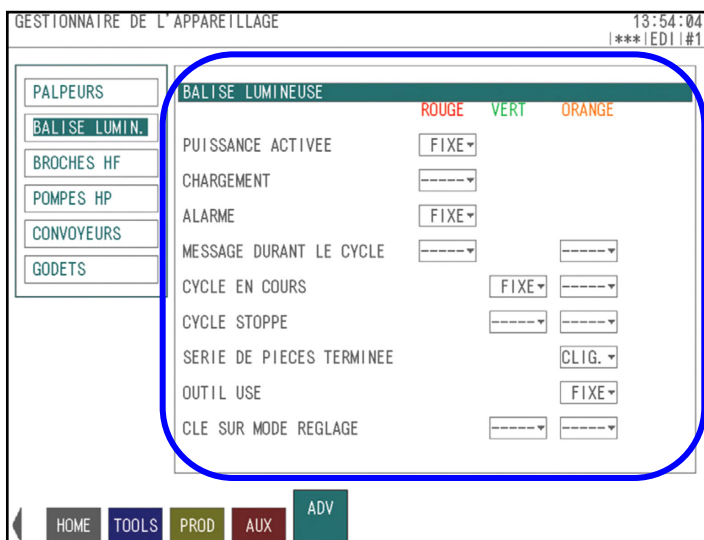 GESTIONNAIRE DE L'APPAREILLAGE 13:54:04
|***|EDI|#1
PALPEURS
BALISE LUMIN.
BROCHES HF
POMPES HP
CONVOYEURS
GODETS
BALISE LUMINEUSE
ROUGE VERT ORANGE
PUISSANCE ACTIVEE FIXE
CHARGEMENT -----
ALARME FIXE
MESSAGE DURANT LE CYCLE ----- -----
CYCLE EN COURS FIXE -----
CYCLE STOPPE ----- -----
SERIE DE PIECES TERMINEE CLIG.
OUTIL USE FIXE
CLE SUR MODE REGLAGE ----- -----
HOME TOOLS PROD AUX ADV